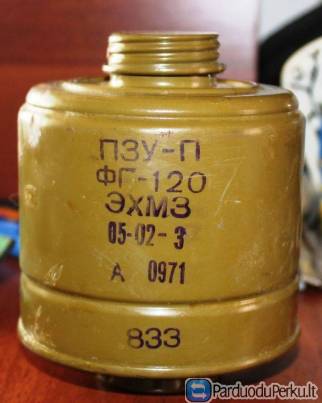 ПЗУ-П
ФГ-120
ЭХМЗ
05-02-3
А 0971
833
ParduoduPerku.lt